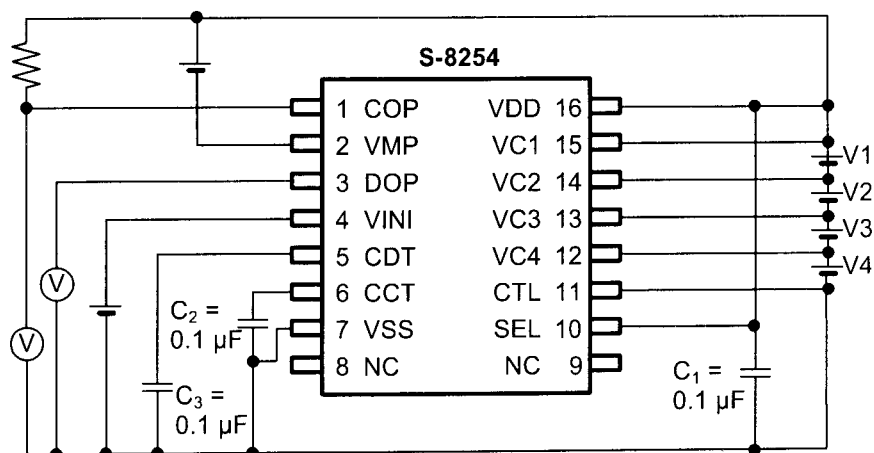 S-8254
1 COP
VDD 16
2 VMP
VC1 15
3 DOP
VC2 14
4 VINI
VC3 13
5 CDT
VC4 12
6 CCT
CTL 11
7 VSS
SEL 10
8 NC
NC 9
V1
V2
V3
V4
V
V
C2 =
0.1 µF
C3 =
0.1 µF
C1 =
0.1 µF